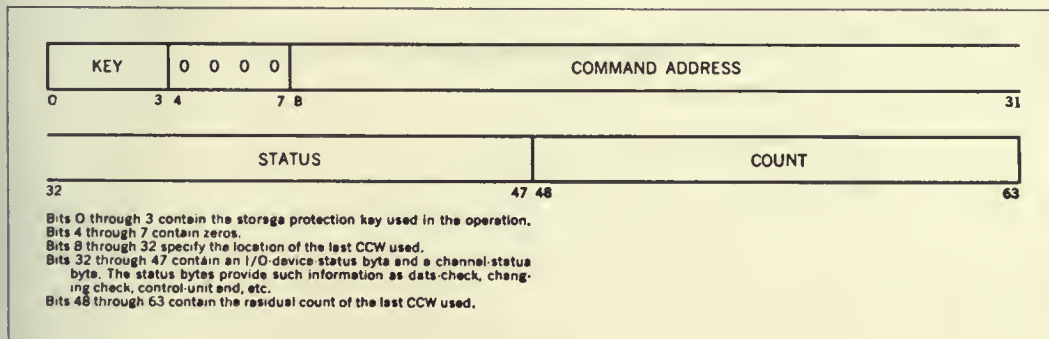 KEY 0 0 0 0 COMMAND ADDRESS
0 3 4 7 8 31
STATUS COUNT
32 47 48 63
Bits 0 through 3 contain the storage protection key used in the operation.
Bits 4 through 7 contain zeros.
Bits 8 through 32 specify the location of the last CCW used.
Bits 32 through 47 contain an I/O-device-status byte and a channel-status
byte. The status bytes provide such information as data-check, chang-
ing check, control-unit end, etc.
Bits 48 through 63 contain the residual count of the last CCW used.